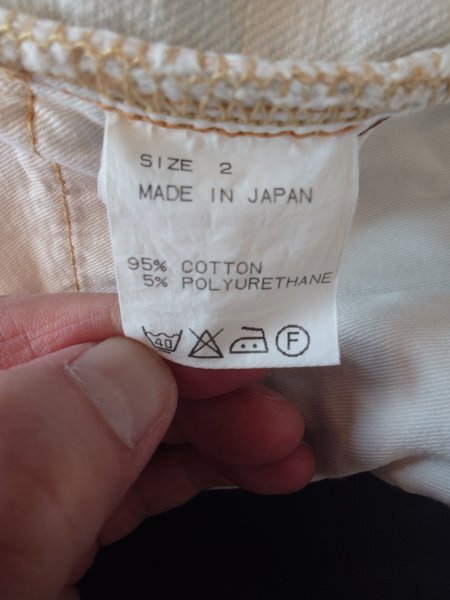 SIZE 2
MADE IN JAPAN
95% COTTON
5% POLYURETHANE
40 F